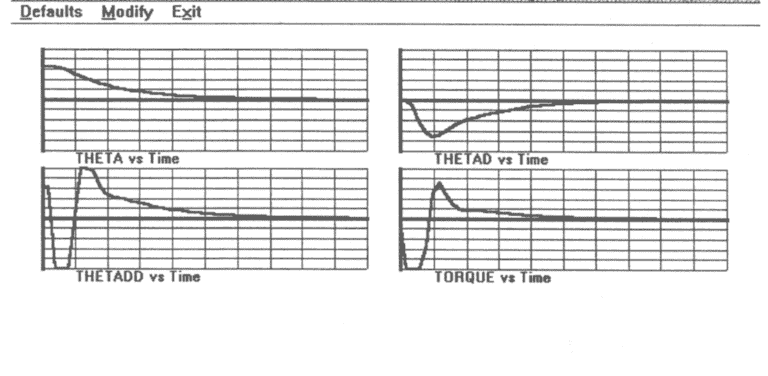 Defaults Modify Exit
THETA vs Time
THETAD vs Time
THETADD vs Time
TORQUE vs Time